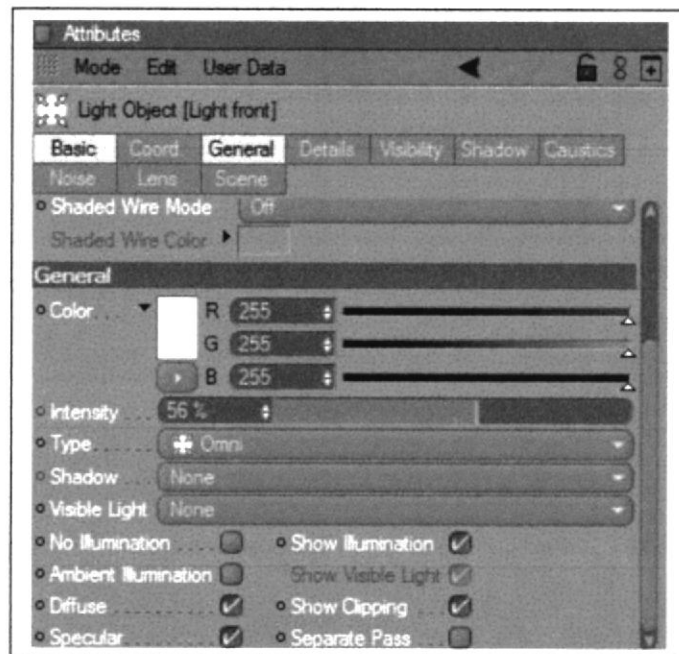 Attributes
Mode Edit User Data
Light Object [Light front]
Basic Coord. General Details Visibility Shadow Caustics
Noise Lens Scene
Shaded Wire Mode Off
Shaded Wire Color
General
Color . . . R 255
G 255
B 255
Intensity 56 %
Type . . . . Omni
Shadow . . . None
Visible Light None
No Illumination . . . . Show Illumination
Ambient Illumination Show Visible Light
Diffuse . . . . . . . . . Show Clipping . . .
Specular . . . . . . . . Separate Pass . . .